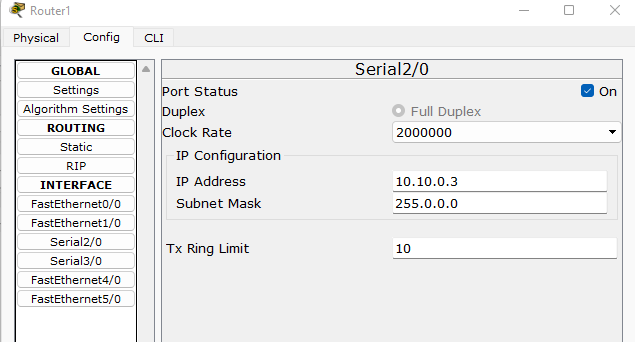 Router1
Physical Config CLI
GLOBAL
Settings
Algorithm Settings
ROUTING
Static
RIP
INTERFACE
FastEthernet0/0
FastEthernet1/0
Serial2/0
Serial3/0
FastEthernet4/0
FastEthernet5/0
Serial2/0
Port Status On
Duplex Full Duplex
Clock Rate 2000000
IP Configuration
IP Address 10.10.0.3
Subnet Mask 255.0.0.0
Tx Ring Limit 10